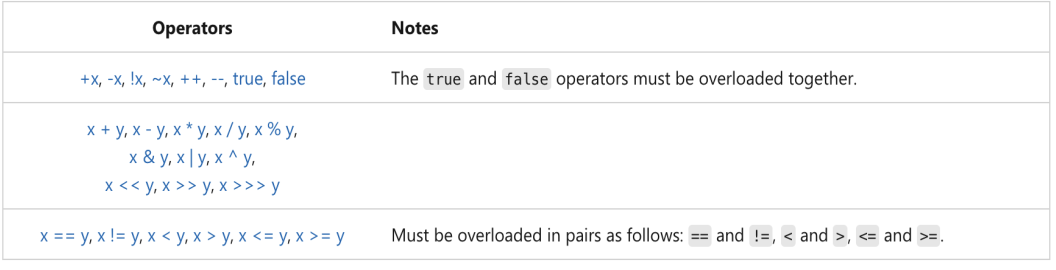 Operators Notes
+x, -x, !x, ~x, ++, --, true, false The true and false operators must be overloaded together.
x + y, x - y, x * y, x / y, x % y,
x & y, x | y, x ^ y,
x << y, x >> y, x >>> y
x == y, x != y, x < y, x > y, x <= y, x >= y Must be overloaded in pairs as follows: == and !=, < and >, <= and >=.